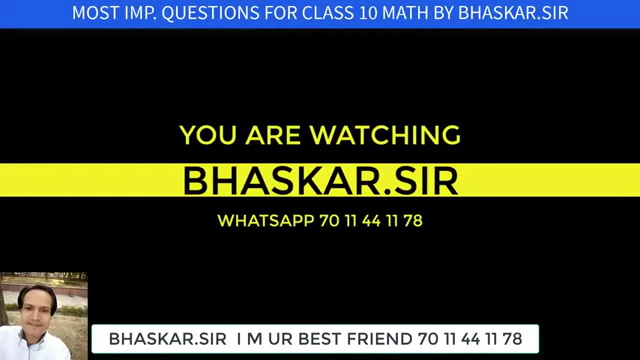 MOST IMP. QUESTIONS FOR CLASS 10 MATH BY BHASKAR.SIR
YOU ARE WATCHING
BHASKAR.SIR
WHATSAPP 70 11 44 11 78
BHASKAR.SIR I M UR BEST FRIEND 70 11 44 11 78